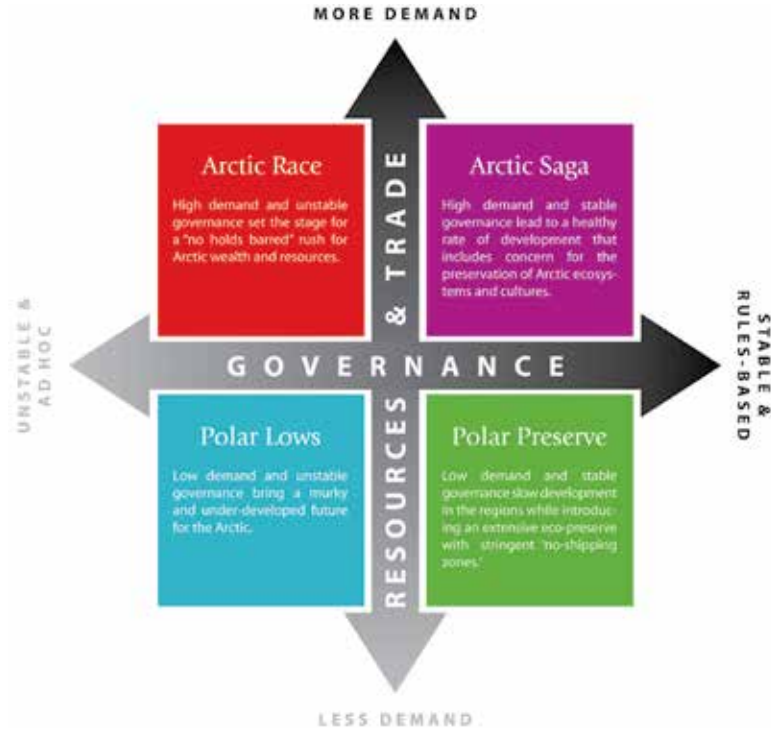 MORE DEMAND
Arctic Race
High demand and unstable
governance set the stage for
a "no holds barred" rush for
Arctic wealth and resources.
Arctic Saga
High demand and stable
governance lead to a healthy
rate of development that
includes concern for the
preservation of Arctic ecosys-
tems and cultures.
RESOURCES & TRADE
UNSTABLE &
AD HOC
GOVERNANCE
STABLE &
RULES-BASED
Polar Lows
Low demand and unstable
governance bring a murky
and under-developed future
for the Arctic.
Polar Preserve
Low demand and stable
governance slow development
in the regions while introduc-
ing an extensive eco-preserve
with stringent 'no-shipping
zones.'
LESS DEMAND